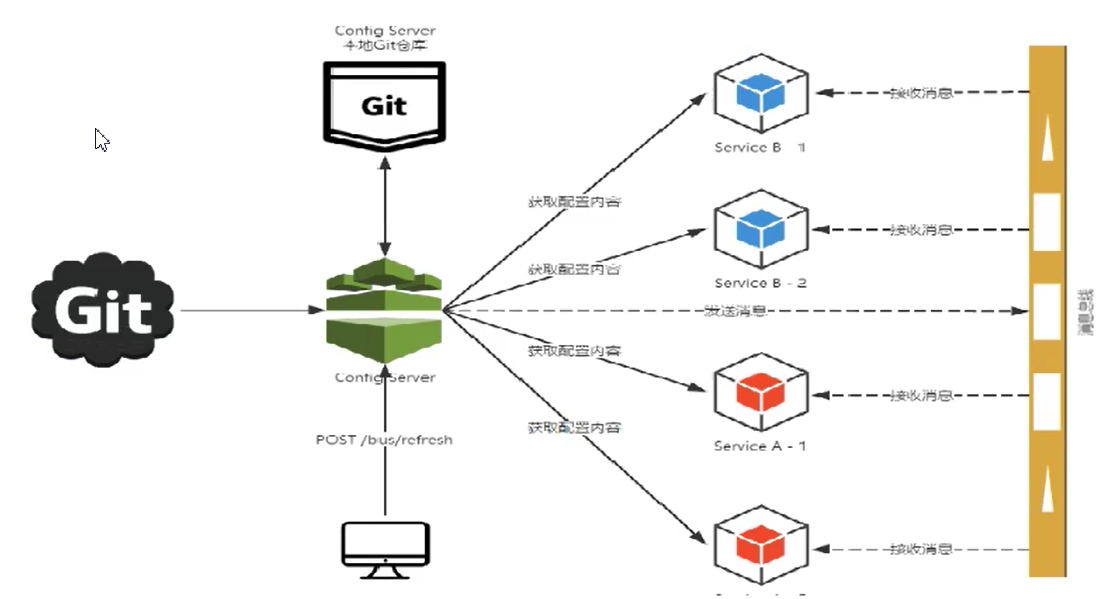 Config Server
本地Git仓库
Git
Service B - 1
接收消息
获取配置内容
Service B - 2
接收消息
获取配置内容
Git
发送消息
消息总线
获取配置内容
Config Server
Service A - 1
接收消息
获取配置内容
POST /bus/refresh
接收消息